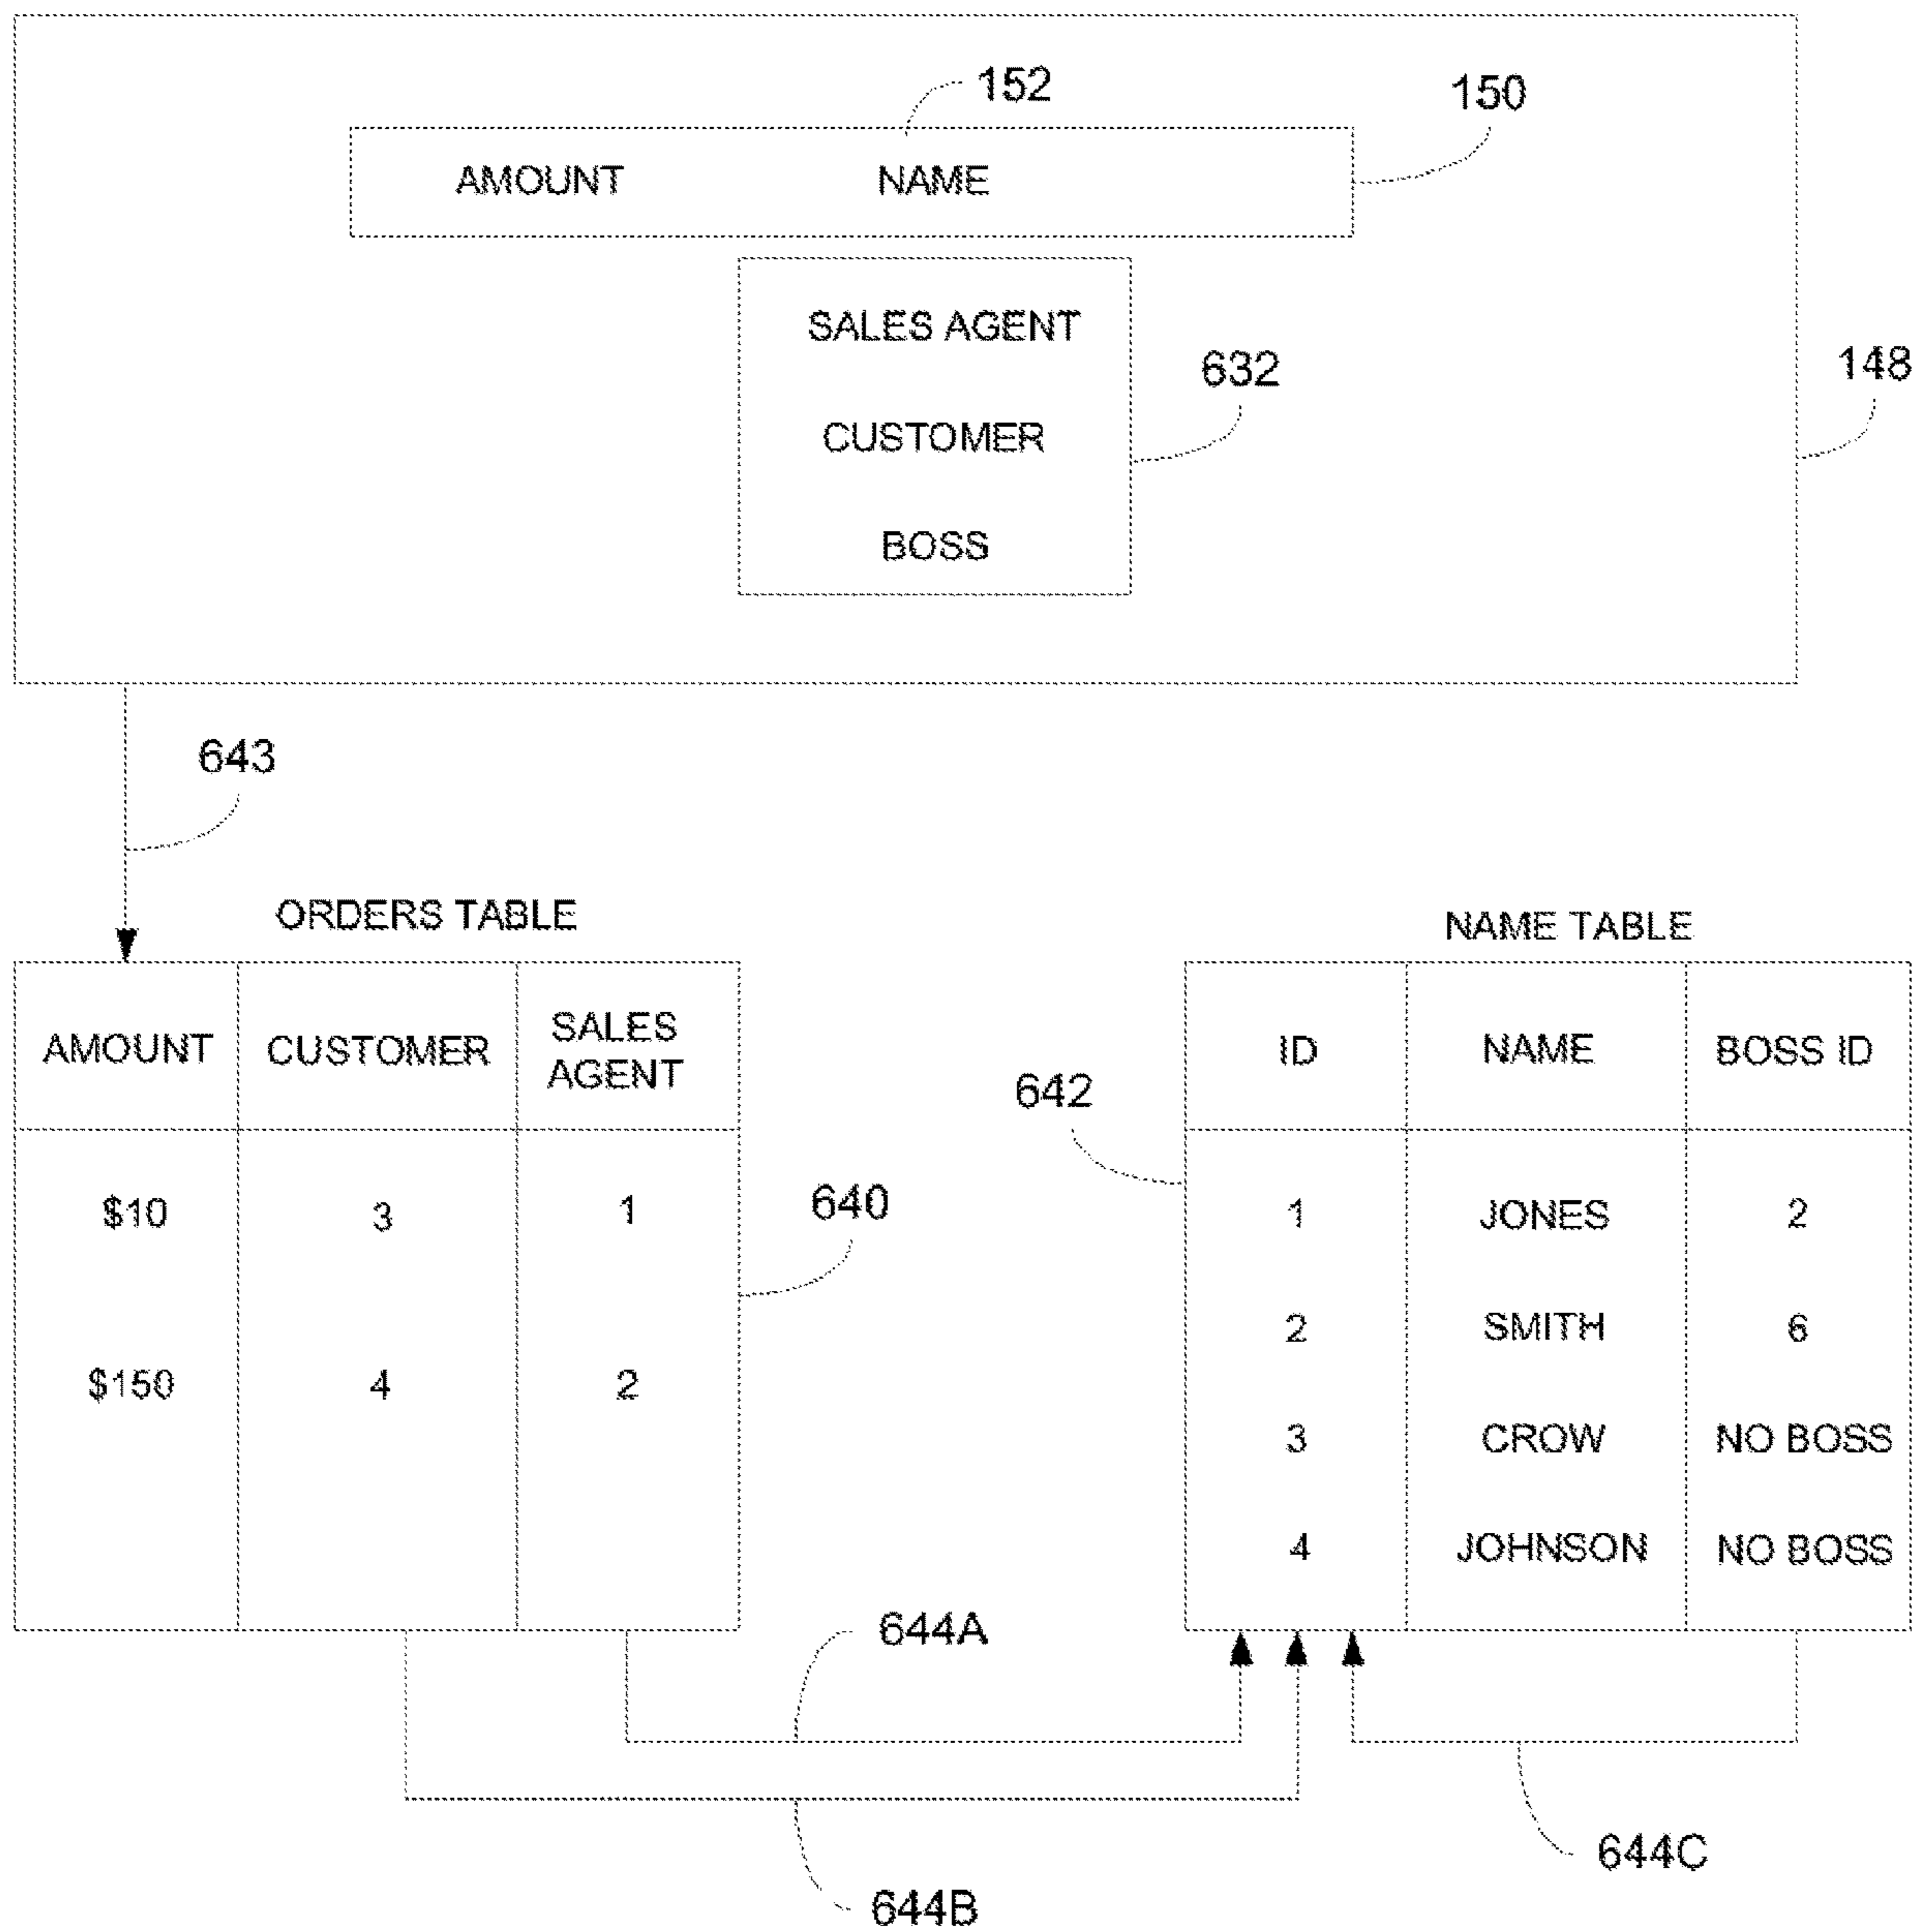 152
150
AMOUNT NAME
SALES AGENT
632
148
CUSTOMER
BOSS
643
ORDERS TABLE
NAME TABLE
AMOUNT CUSTOMER SALES AGENT
ID NAME BOSS ID
642
$10 3 1
640
1 JONES 2
2 SMITH 6
$150 4 2
3 CROW NO BOSS
4 JOHNSON NO BOSS
644A
644C
644B